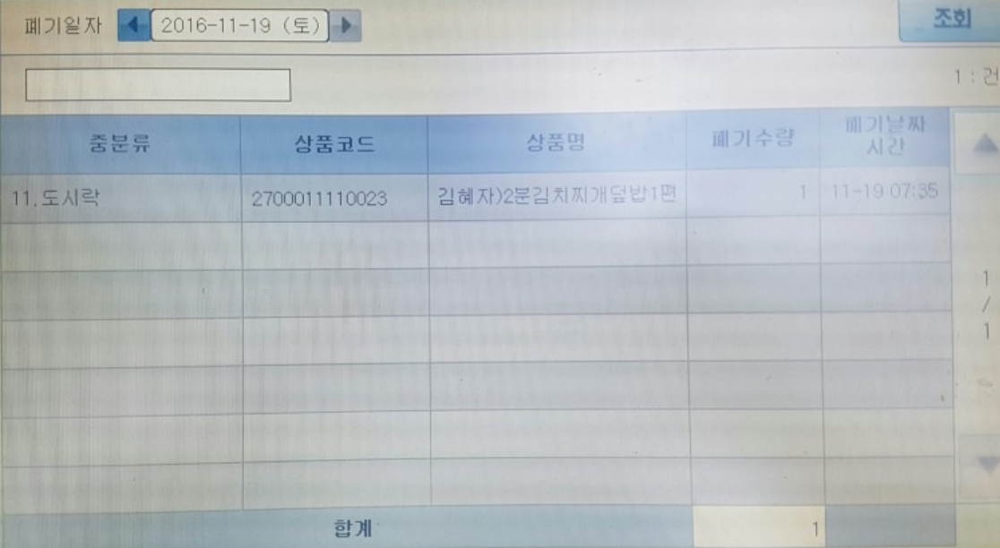 폐기일자 2016-11-19 (토) 조회
1 : 건
중분류 상품코드 상품명 폐기수량 폐기날짜
시간
11.도시락 2700011110023 김혜자)2분김치찌개덮밥1편 1 11-19 07:35
1
/
1
합계 1